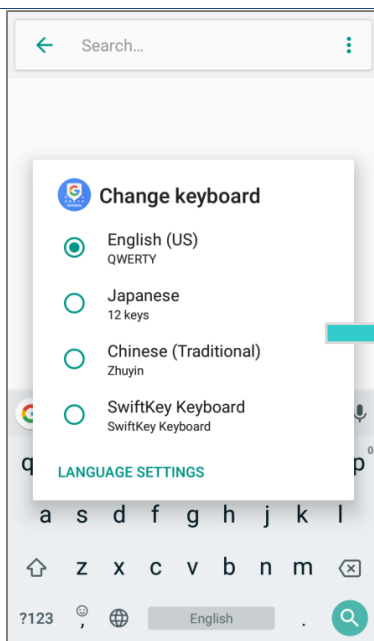 Search...
Change keyboard
English (US)
QWERTY
Japanese
12 keys
Chinese (Traditional)
Zhuyin
SwiftKey Keyboard
SwiftKey Keyboard
LANGUAGE SETTINGS
q p 0
a s d f g h j k l
z x c v b n m
?123 , English .